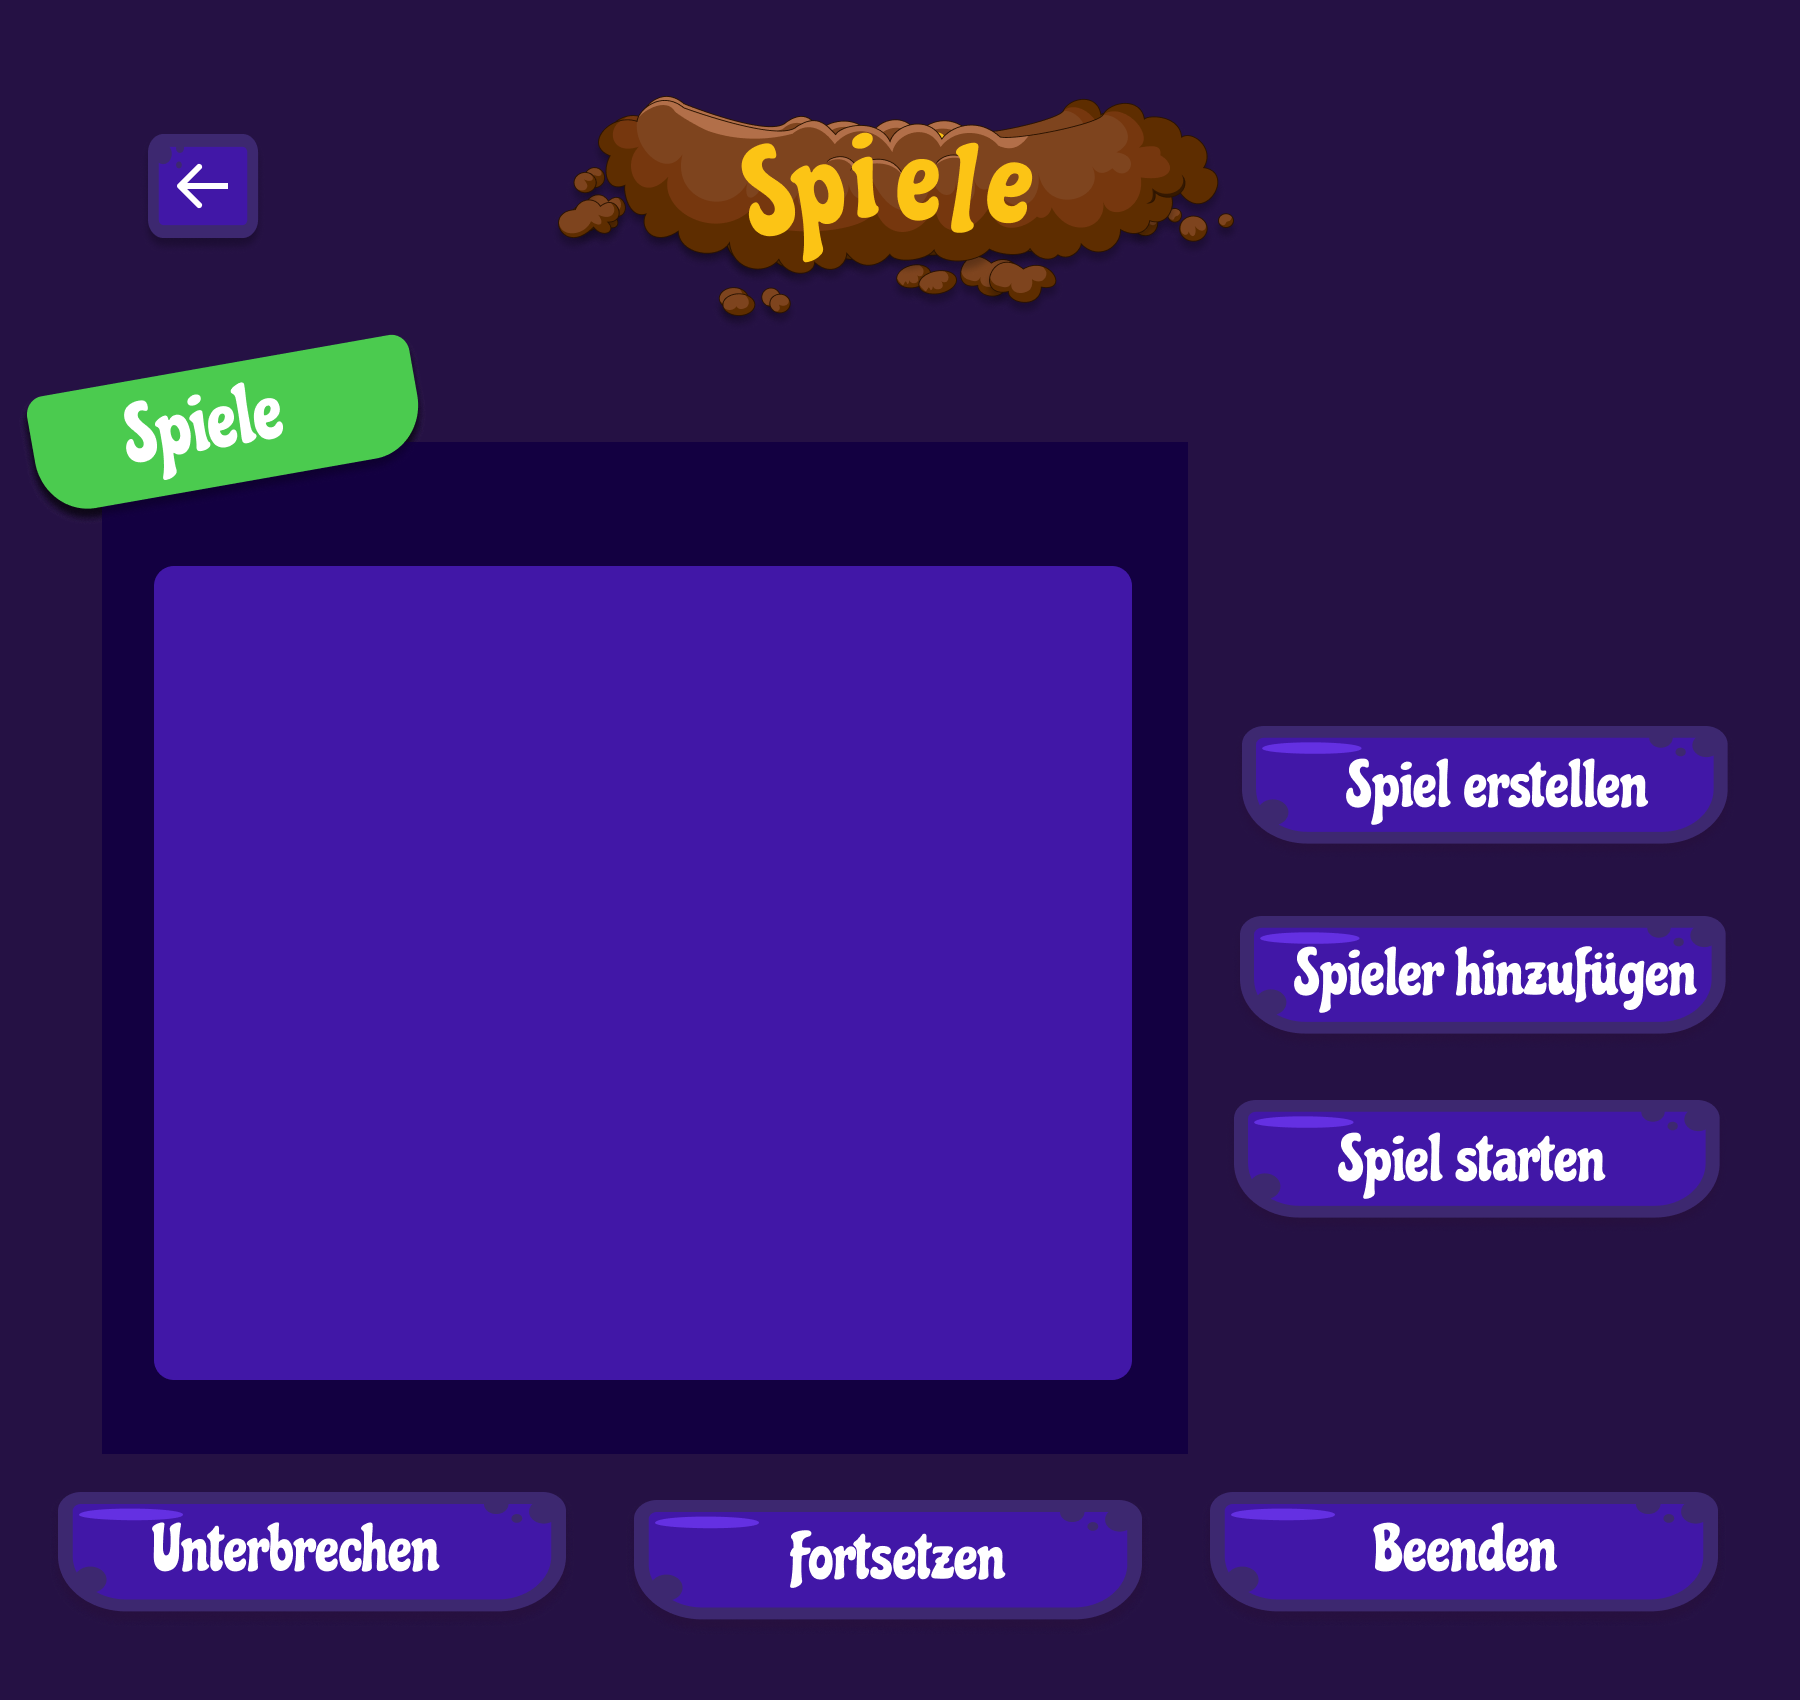 Spiele
Spiele
Spiel erstellen
Spieler hinzufügen
Spiel starten
Unterbrechen
Fortsetzen
Beenden